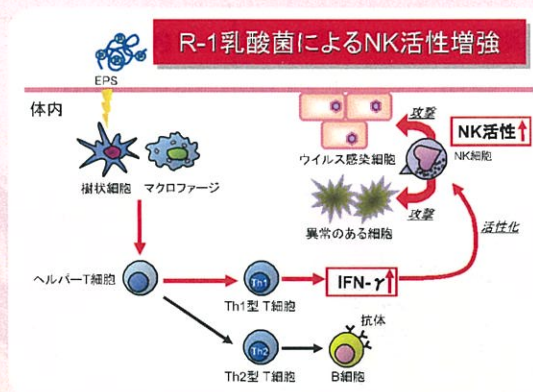 R-1乳酸菌によるNK活性増強
EPS
体内
樹状細胞
マクロファージ
ウイルス感染細胞
攻撃
NK活性↑
NK細胞
異常のある細胞
攻撃
活性化
ヘルパーT細胞
Th1
Th1型 T細胞
IFN-γ↑
Th2
Th2型 T細胞
抗体
B細胞